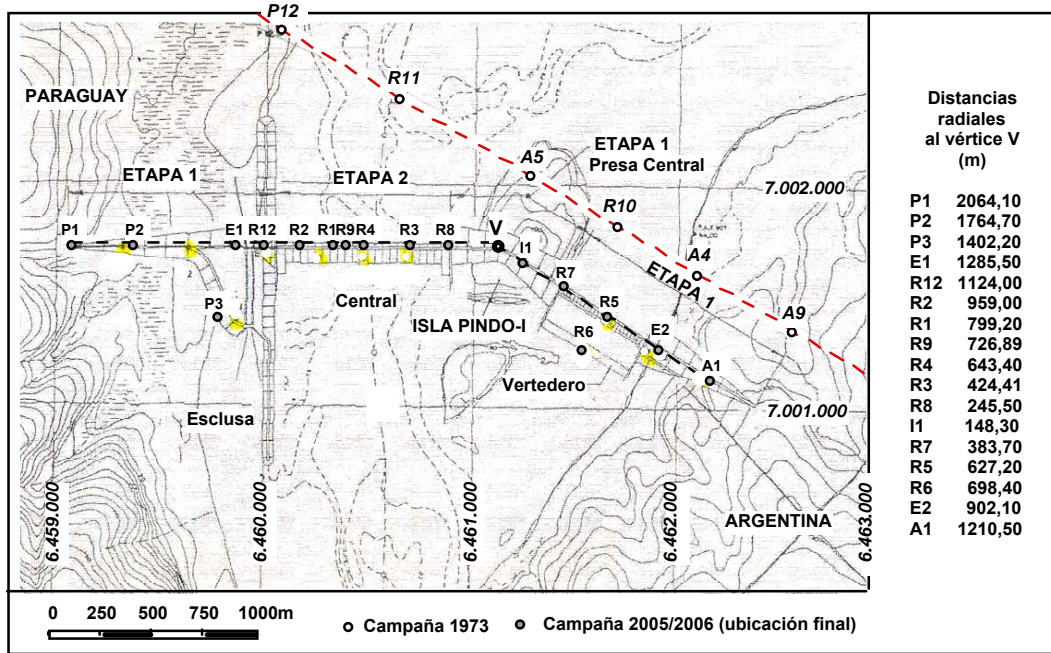 P12
R11
PARAGUAY
A5
ETAPA 1
Presa Central
ETAPA 1
ETAPA 2
7.002.000
R10
P1
P2
E1
R12
R2
R1
R9
R4
R3
R8
V
I1
A4
R7
ETAPA 1
P3
Central
ISLA PINDO-I
R5
A9
R6
E2
Vertedero
A1
Esclusa
7.001.000
6.459.000
6.460.000
6.461.000
6.462.000
6.463.000
ARGENTINA
0 250 500 750 1000m
Campaña 1973
Campaña 2005/2006 (ubicación final)
Distancias
radiales
al vértice V
(m)
P1 2064,10
P2 1764,70
P3 1402,20
E1 1285,50
R12 1124,00
R2 959,00
R1 799,20
R9 726,89
R4 643,40
R3 424,41
R8 245,50
I1 148,30
R7 383,70
R5 627,20
R6 698,40
E2 902,10
A1 1210,50